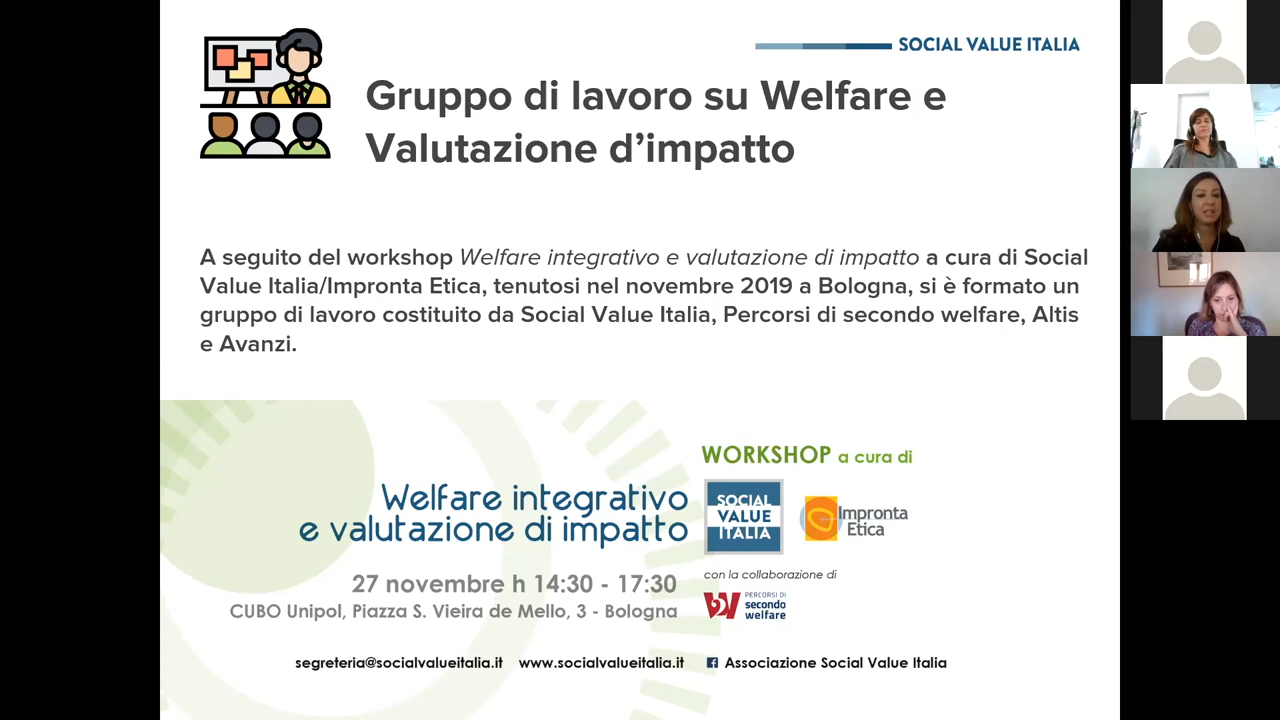 SOCIAL VALUE ITALIA
Gruppo di lavoro su Welfare e
Valutazione d’impatto
A seguito del workshop Welfare integrativo e valutazione di impatto a cura di Social
Value Italia/Impronta Etica, tenutosi nel novembre 2019 a Bologna, si è formato un
gruppo di lavoro costituito da Social Value Italia, Percorsi di secondo welfare, Altis
e Avanzi.
WORKSHOP a cura di
Welfare integrativo
e valutazione di impatto
SOCIAL
VALUE
ITALIA
Impronta
Etica
27 novembre h 14:30 - 17:30
CUBO Unipol, Piazza S. Vieira de Mello, 3 - Bologna
con la collaborazione di
2W
PERCORSI DI
secondo
welfare
segreteria@socialvalueitalia.it www.socialvalueitalia.it Associazione Social Value Italia